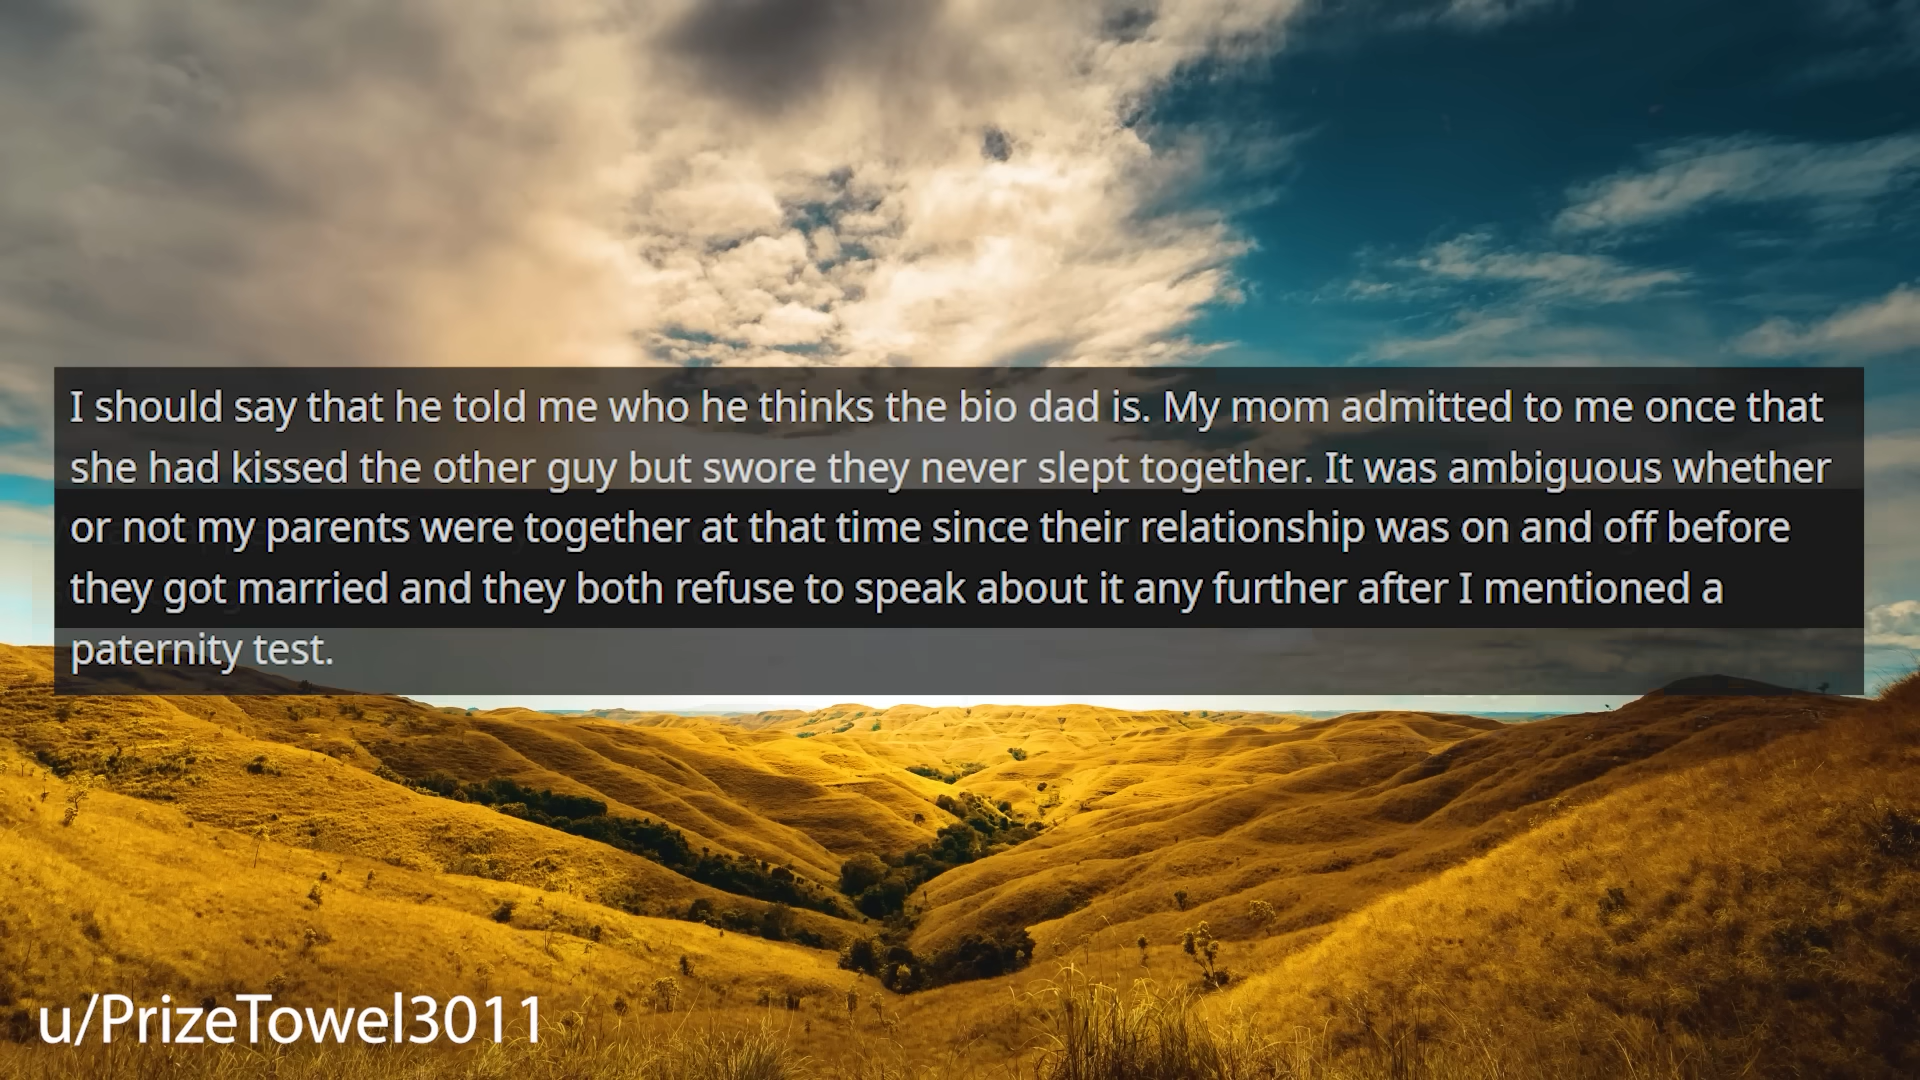 I should say that he told me who he thinks the bio dad is. My mom admitted to me once that
she had kissed the other guy but swore they never slept together. It was ambiguous whether
or not my parents were together at that time since their relationship was on and off before
they got married and they both refuse to speak about it any further after I mentioned a
paternity test.
u/PrizeTowel3011